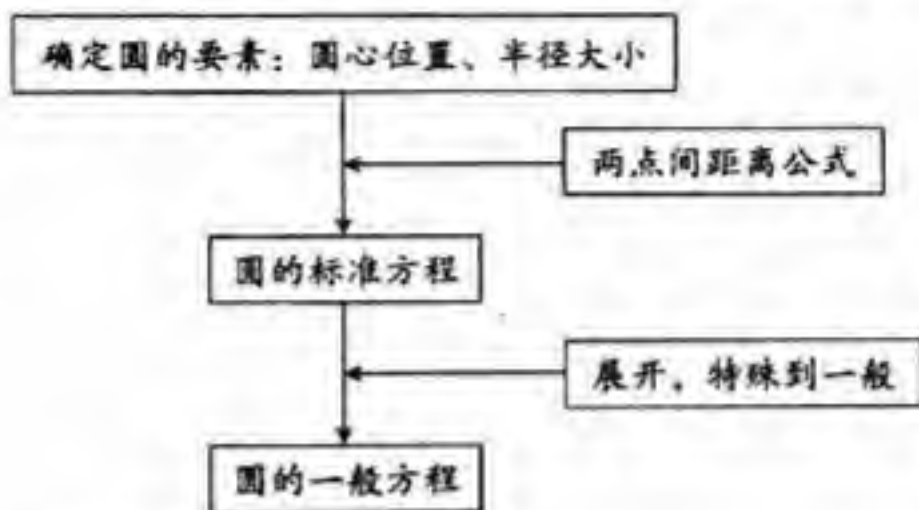 确定圆的要素：圆心位置、半径大小
两点间距离公式
圆的标准方程
展开，特殊到一般
圆的一般方程